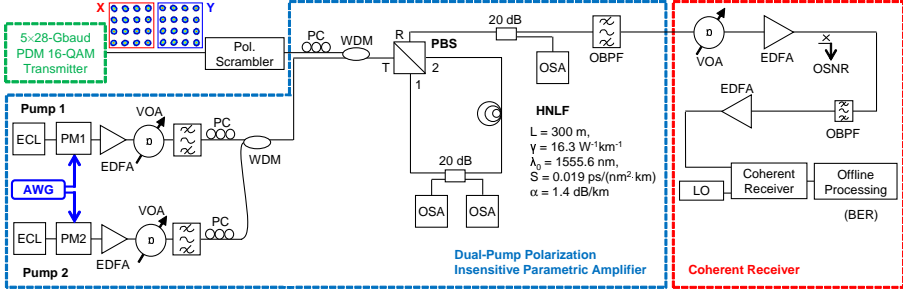 X
Y
5×28-Gbaud
PDM 16-QAM
Transmitter
Pol.
Scrambler
PC
WDM
R
T
PBS
2
1
20 dB
OSA
OBPF
VOA
EDFA
OSNR
EDFA
OBPF
Pump 1
ECL
PM1
EDFA
VOA
PC
WDM
AWG
HNLF
L = 300 m,
γ = 16.3 W⁻¹km⁻¹
λ₀ = 1555.6 nm,
S = 0.019 ps/(nm²·km)
α = 1.4 dB/km
20 dB
OSA
OSA
LO
Coherent
Receiver
Offline
Processing
(BER)
VOA
PC
ECL
PM2
EDFA
Pump 2
Dual-Pump Polarization
Insensitive Parametric Amplifier
Coherent Receiver